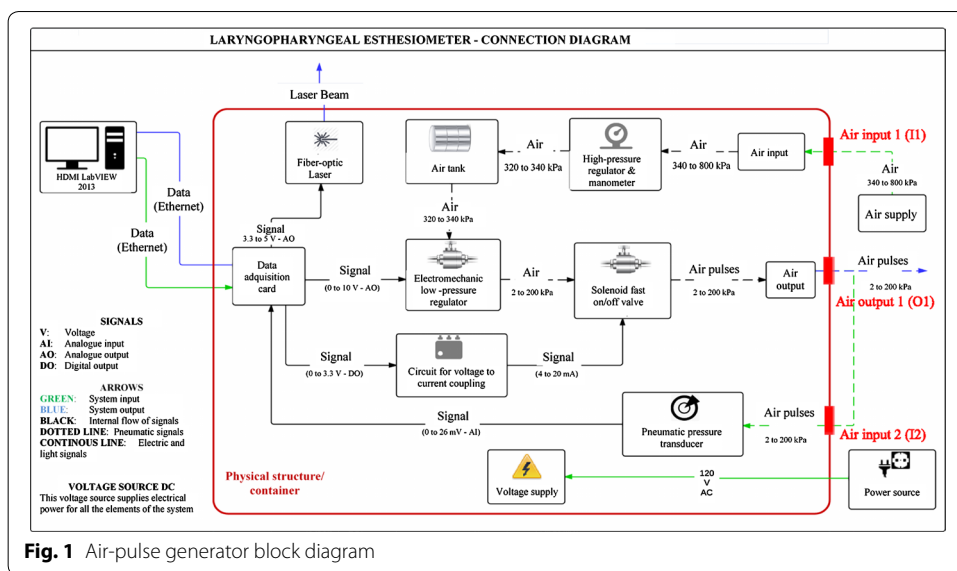 LARYNGOPHARYNGEAL ESTHESIOMETER - CONNECTION DIAGRAM
Laser Beam
HDMI LabVIEW
2013
Data
(Ethernet)
Data
(Ethernet)
Fiber-optic
Laser
Signal
3.3 to 5 V - AO
Air tank
Air
320 to 340 kPa
High-pressure
regulator &
manometer
Air
340 to 800 kPa
Air input
Air input 1 (I1)
Air
340 to 800 kPa
Air supply
Air
320 to 340 kPa
Data
adquisition
card
Signal
(0 to 10 V - AO)
Electromechanic
low -pressure
regulator
Air
2 to 200 kPa
Solenoid fast
on/off valve
Air pulses
2 to 200 kPa
Air
output
Air pulses
2 to 200 kPa
Air output 1 (O1)
Signal
(0 to 3.3 V - DO)
Circuit for voltage to
current coupling
Signal
(4 to 20 mA)
Signal
(0 to 26 mV - AI)
Pneumatic pressure
transducer
Air pulses
2 to 200 kPa
Air input 2 (I2)
Physical structure/
container
Voltage supply
120
V
AC
Power source
SIGNALS
V: Voltage
AI: Analogue input
AO: Analogue output
DO: Digital output
ARROWS
GREEN: System input
BLUE: System output
BLACK: Internal flow of signals
DOTTED LINE: Pneumatic signals
CONTINOUS LINE: Electric and
light signals
VOLTAGE SOURCE DC
This voltage source supplies electrical
power for all the elements of the system
Fig. 1 Air-pulse generator block diagram